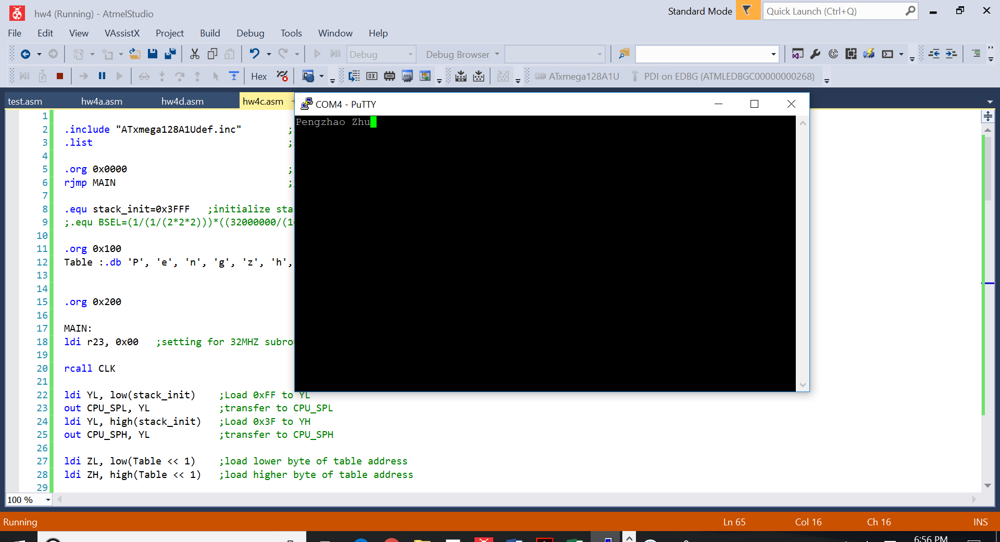 hw4 (Running) - AtmelStudio
Standard Mode
Quick Launch (Ctrl+Q)
File Edit View VAssistX Project Build Debug Tools Window Help
Debug Debug Browser
Hex ATxmega128A1U PDI on EDBG (ATMLEDBGC00000000268)
test.asm hw4a.asm hw4d.asm hw4c.asm
COM4 - PuTTY
Pengzhao Zhu
1
2 .include "ATxmega128A1Udef.inc" ;
3 .list ;
4
5 .org 0x0000 ;
6 rjmp MAIN ;
7
8 .equ stack_init=0x3FFF ;initialize
9 ;.equ BSEL=(1/(1/(2*2*2)))*((32000000/(
10
11 .org 0x100
12 Table :.db 'P', 'e', 'n', 'g', 'z', 'h',
13
14
15 .org 0x200
16
17 MAIN:
18 ldi r23, 0x00 ;setting for 32MHZ
19
20 rcall CLK
21
22 ldi YL, low(stack_init) ;Load 0xFF to YL
23 out CPU_SPL, YL ;transfer to CPU_SPL
24 ldi YL, high(stack_init) ;Load 0x3F to YH
25 out CPU_SPH, YL ;transfer to CPU_SPH
26
27 ldi ZL, low(Table << 1) ;load lower byte of table address
28 ldi ZH, high(Table << 1) ;load higher byte of table address
29
100 %
Running Ln 65 Col 16 Ch 16 INS
6:56 PM